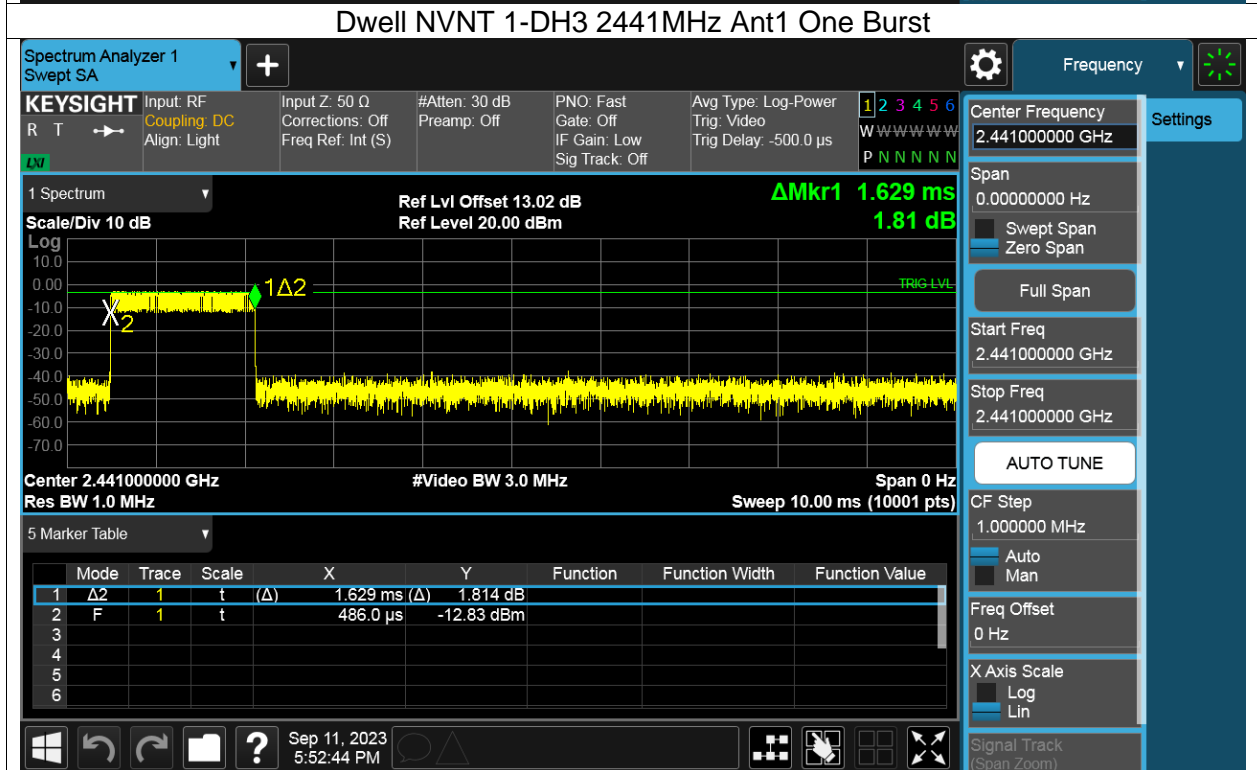 Dwell NVNT 1-DH3 2441MHz Ant1 One Burst
Spectrum Analyzer 1
Swept SA
Frequency
KEYSIGHT
R T
LXI
Input: RF
Coupling: DC
Align: Light
Input Z: 50 Ω
Corrections: Off
Freq Ref: Int (S)
#Atten: 30 dB
Preamp: Off
PNO: Fast
Gate: Off
IF Gain: Low
Sig Track: Off
Avg Type: Log-Power
Trig: Video
Trig Delay: -500.0 µs
1 2 3 4 5 6
W W W W W W
P N N N N N
1 Spectrum
Scale/Div 10 dB
Ref Lvl Offset 13.02 dB
Ref Level 20.00 dBm
ΔMkr1 1.629 ms
1.81 dB
Log
10.0
0.00
-10.0
-20.0
-30.0
-40.0
-50.0
-60.0
-70.0
1Δ2
2
TRIG LVL
Center 2.441000000 GHz
#Video BW 3.0 MHz
Span 0 Hz
Res BW 1.0 MHz
Sweep 10.00 ms (10001 pts)
5 Marker Table
Mode Trace Scale X Y Function Function Width Function Value
1 Δ2 1 t (Δ) 1.629 ms (Δ) 1.814 dB
2 F 1 t 486.0 µs -12.83 dBm
3
4
5
6
?
Sep 11, 2023
5:52:44 PM
Settings
Center Frequency
2.441000000 GHz
Span
0.00000000 Hz
Swept Span
Zero Span
Full Span
Start Freq
2.441000000 GHz
Stop Freq
2.441000000 GHz
AUTO TUNE
CF Step
1.000000 MHz
Auto
Man
Freq Offset
0 Hz
X Axis Scale
Log
Lin
Signal Track
(Span Zoom)